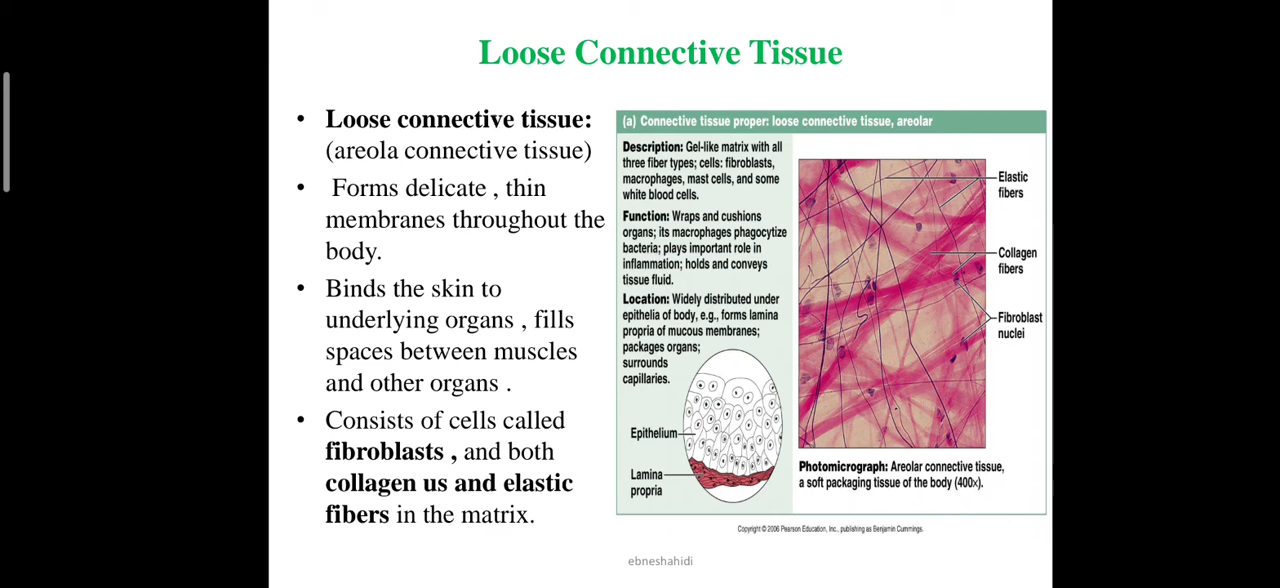 Loose Connective Tissue
• Loose connective tissue:
(areola connective tissue)
• Forms delicate , thin
membranes throughout the
body.
• Binds the skin to
underlying organs , fills
spaces between muscles
and other organs .
• Consists of cells called
fibroblasts , and both
collagen us and elastic
fibers in the matrix.
(a) Connective tissue proper: loose connective tissue, areolar
Description: Gel-like matrix with all
three fiber types; cells: fibroblasts,
macrophages, mast cells, and some
white blood cells.
Function: Wraps and cushions
organs; its macrophages phagocytize
bacteria; plays important role in
inflammation; holds and conveys
tissue fluid.
Location: Widely distributed under
epithelia of body, e.g., forms lamina
propria of mucous membranes;
packages organs;
surrounds
capillaries.
Epithelium
Lamina
propria
Elastic
fibers
Collagen
fibers
Fibroblast
nuclei
Photomicrograph: Areolar connective tissue,
a soft packaging tissue of the body (400×).
Copyright © 2006 Pearson Education, Inc., publishing as Benjamin Cummings.
ebneshahidi